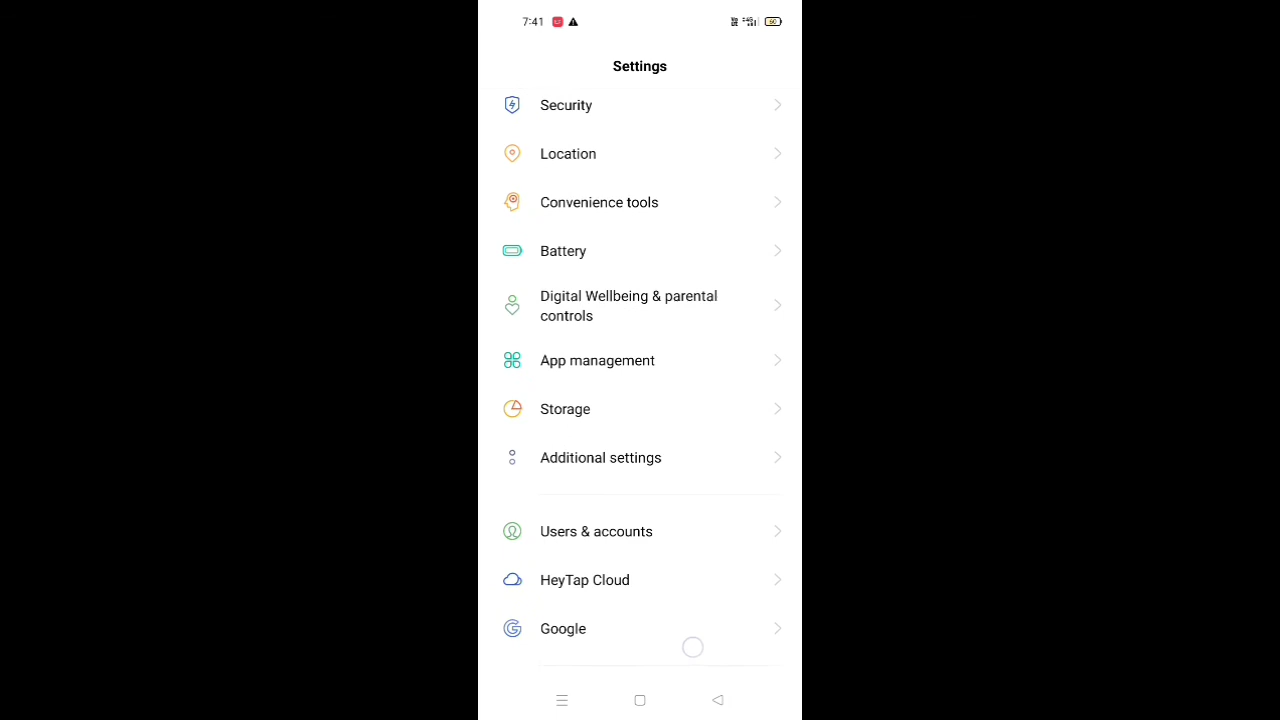 7:41
Settings
Security
Location
Convenience tools
Battery
Digital Wellbeing & parental
controls
App management
Storage
Additional settings
Users & accounts
HeyTap Cloud
Google